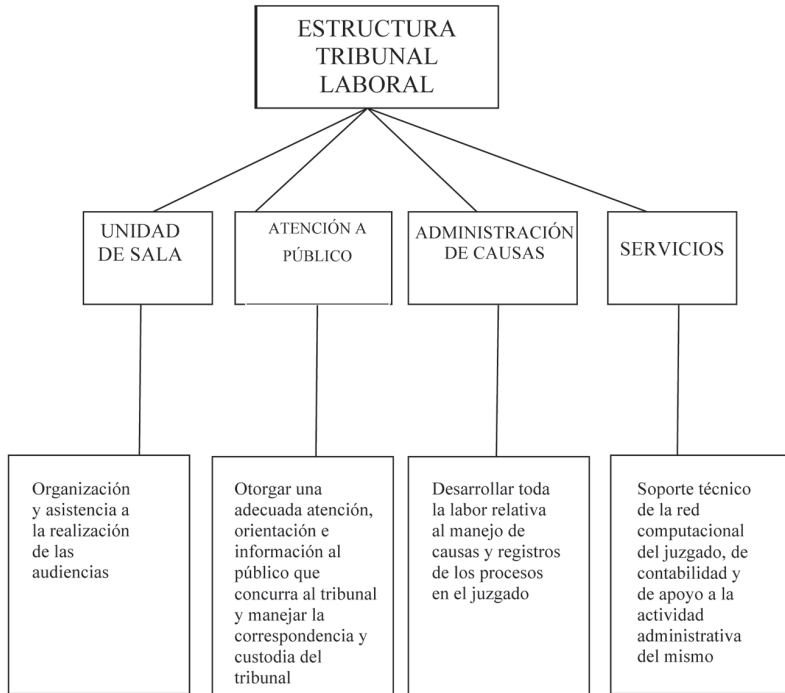 ESTRUCTURA
TRIBUNAL
LABORAL
UNIDAD
DE SALA
ATENCIÓN A
PÚBLICO
ADMINISTRACIÓN
DE CAUSAS
SERVICIOS
Organización
y asistencia a
la realización
de las
audiencias
Otorgar una
adecuada atención,
orientación e
información al
público que
concurra al tribunal
y manejar la
correspondencia y
custodia del
tribunal
Desarrollar toda
la labor relativa
al manejo de
causas y registros
de los procesos
en el juzgado
Soporte técnico
de la red
computacional
del juzgado, de
contabilidad y
de apoyo a la
actividad
administrativa
del mismo